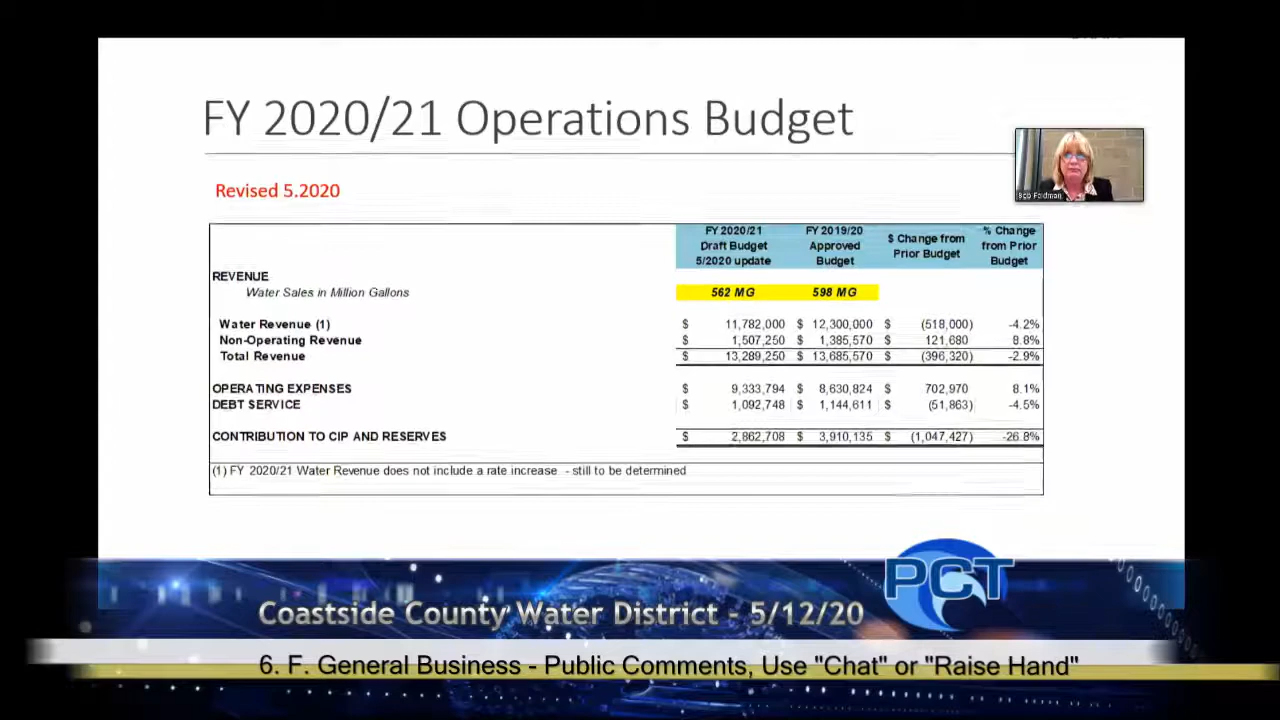 FY 2020/21 Operations Budget
Revised 5.2020
FY 2020/21 Draft Budget 5/2020 update
FY 2019/20 Approved Budget
$ Change from Prior Budget
% Change from Prior Budget
REVENUE
Water Sales in Million Gallons 562 MG 598 MG
Water Revenue (1) $ 11,782,000 $ 12,300,000 $ (518,000) -4.2%
Non-Operating Revenue $ 1,507,250 $ 1,385,570 $ 121,680 8.8%
Total Revenue $ 13,289,250 $ 13,685,570 $ (396,320) -2.9%
OPERATING EXPENSES $ 9,333,794 $ 8,630,824 $ 702,970 8.1%
DEBT SERVICE $ 1,092,748 $ 1,144,611 $ (51,863) -4.5%
CONTRIBUTION TO CIP AND RESERVES $ 2,862,708 $ 3,910,135 $ (1,047,427) -26.8%
(1) FY 2020/21 Water Revenue does not include a rate increase - still to be determined
PCT
Coastside County Water District - 5/12/20
6. F. General Business - Public Comments, Use "Chat" or "Raise Hand"